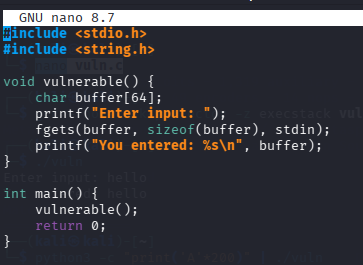 GNU nano 8.7
#include <stdio.h>
#include <string.h>
void vulnerable() {
    char buffer[64];
    printf("Enter input: ");
    fgets(buffer, sizeof(buffer), stdin);
    printf("You entered: %s\n", buffer);
}
int main() {
    vulnerable();
    return 0;
}